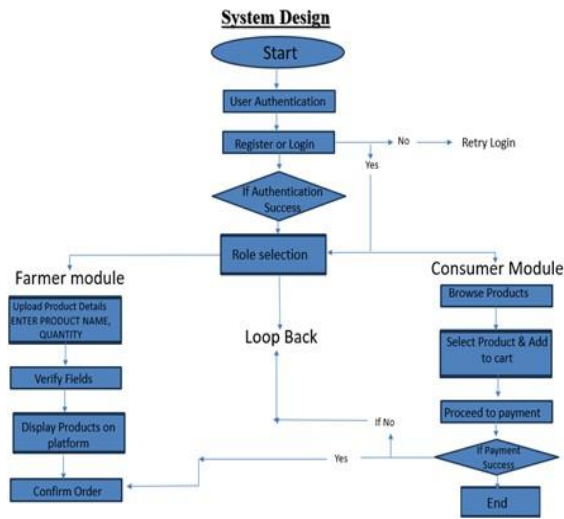 System Design
Start
User Authentication
Register or Login
No
Retry Login
Yes
If Authentication
Success
Role selection
Farmer module
Upload Product Details
ENTER PRODUCT NAME,
QUANTITY
Verify Fields
Display Products on
platform
Confirm Order
Loop Back
Consumer Module
Browse Products
Select Product & Add
to cart
Proceed to payment
If No
If Payment
Success
Yes
End